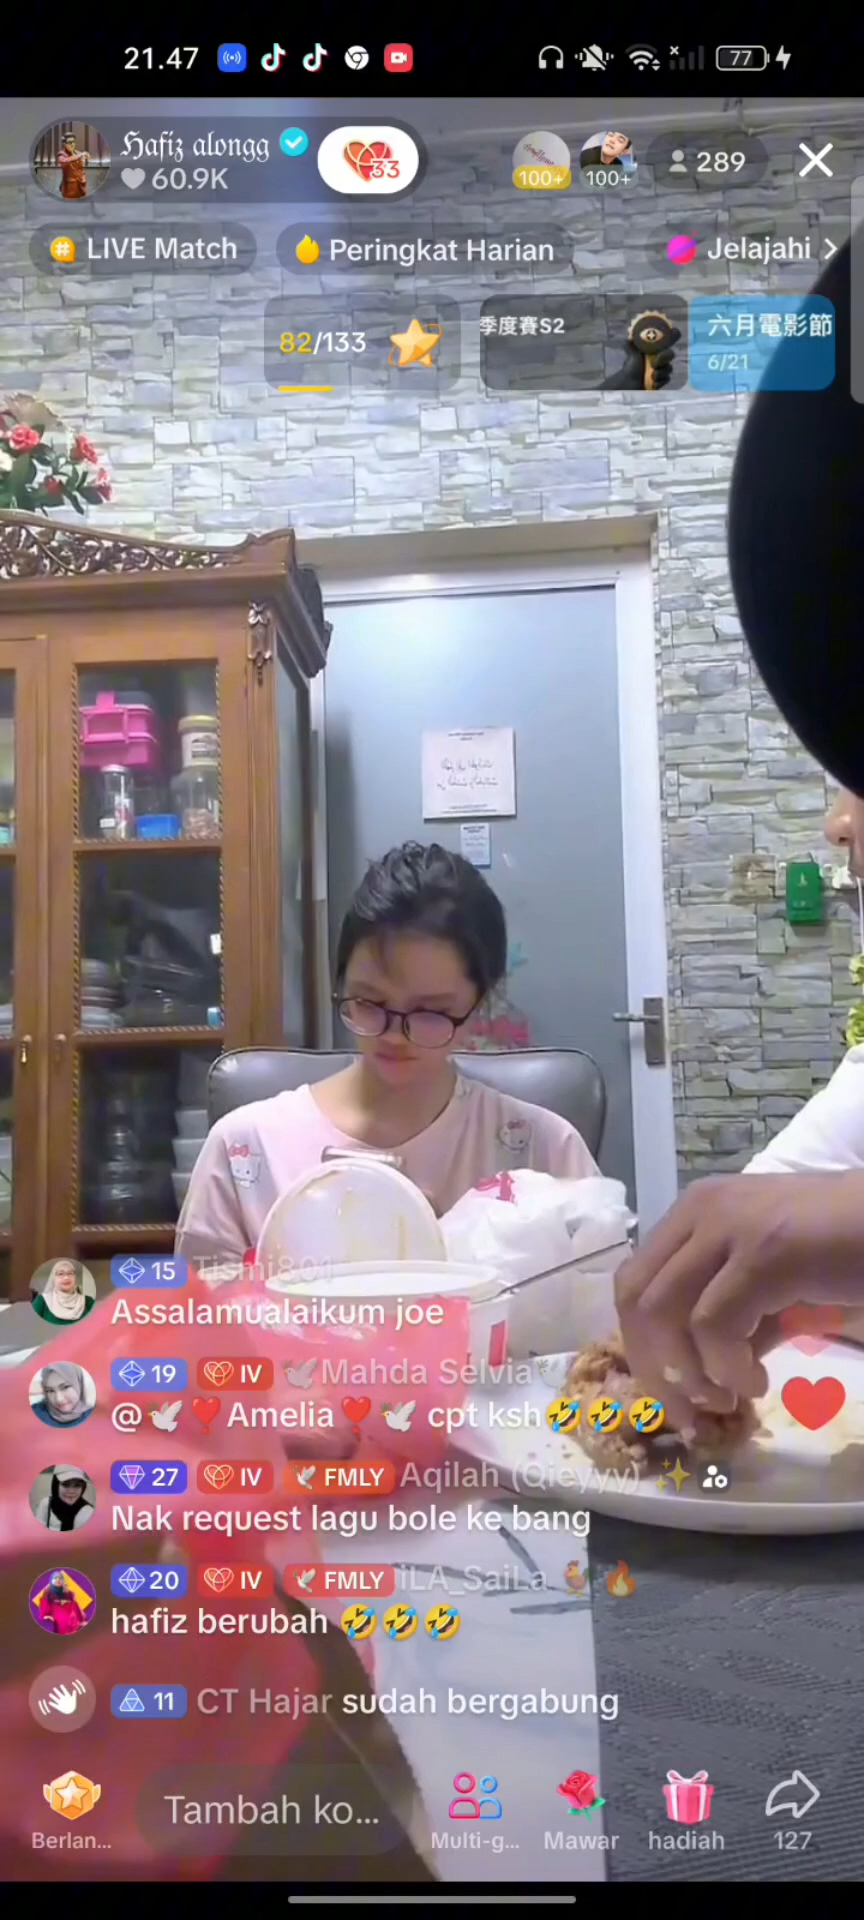 21.47
77
Hafiz alongg
60.9K
33
100+
100+
289
LIVE Match
Peringkat Harian
Jelajahi
82/133
季度賽S2
六月電影節
6/21
15 Tismi801
Assalamualaikum joe
19 IV 🕊Mahda Selvia🕊
@🕊❣Amelia❣🕊 cpt ksh🤣🤣🤣
27 IV FMLY Aqilah (Qieyyy) ✨
Nak request lagu bole ke bang
20 IV FMLY iLA_SaiLa 🐓🔥
hafiz berubah 🤣🤣🤣
11 CT Hajar sudah bergabung
Berlan...
Tambah ko...
Multi-g...
Mawar
hadiah
127